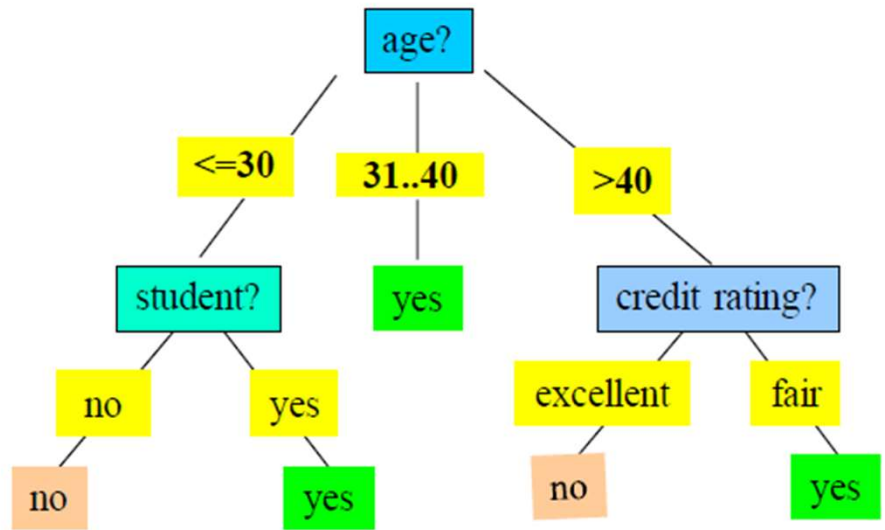 age?
<=30
31..40
>40
student?
yes
credit rating?
no
yes
excellent
fair
no
yes
no
yes